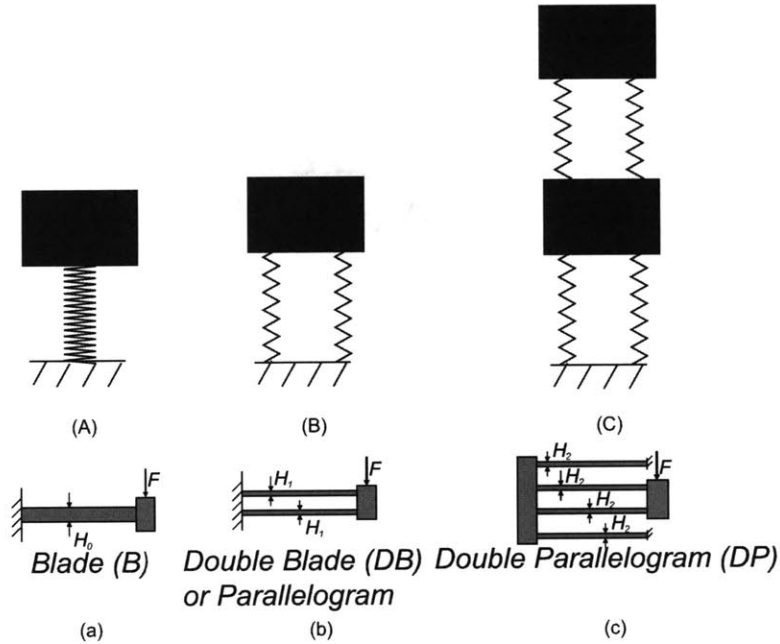 (A)
(B)
(C)
F
H₀
Blade (B)
(a)
F
H₁
H₁
Double Blade (DB)
or Parallelogram
(b)
H₂
F
H₂
H₂
H₂
Double Parallelogram (DP)
(c)